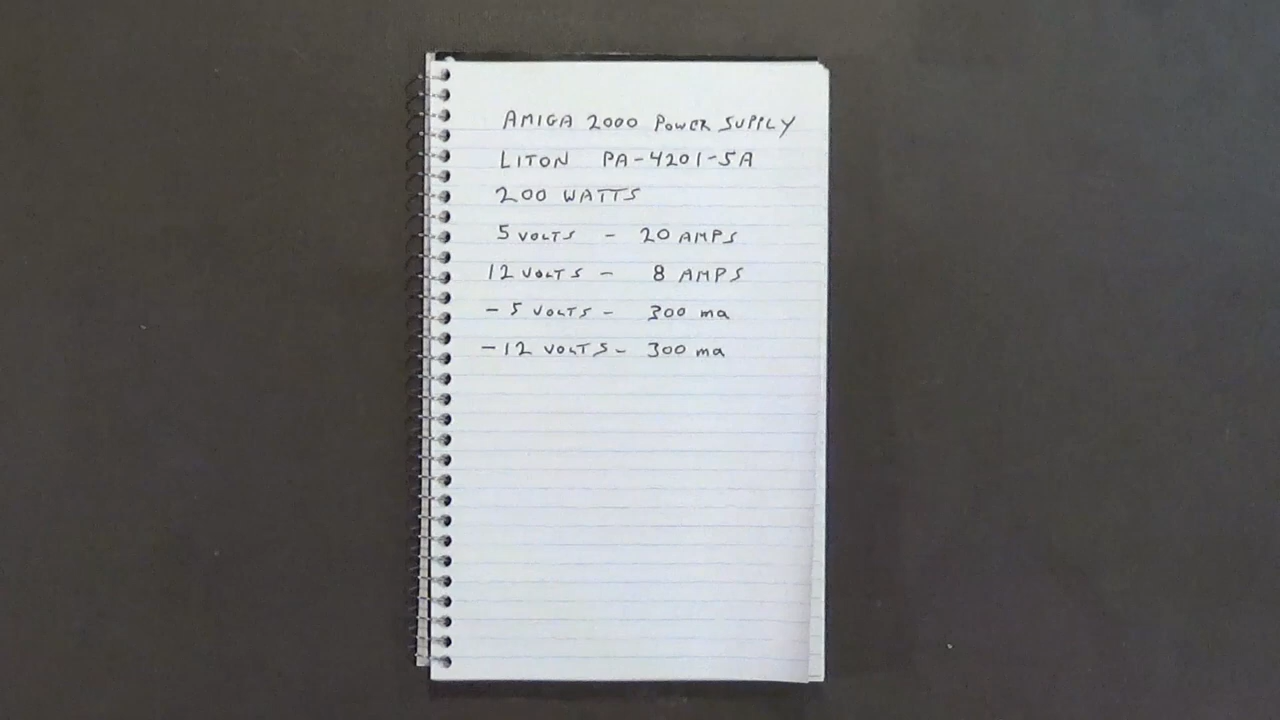 AMIGA 2000 POWER SUPPLY
LITON PA-4201-5A
200 WATTS
5 VOLTS - 20 AMPS
12 VOLTS - 8 AMPS
- 5 VOLTS - 300 ma
-12 VOLTS - 300 ma